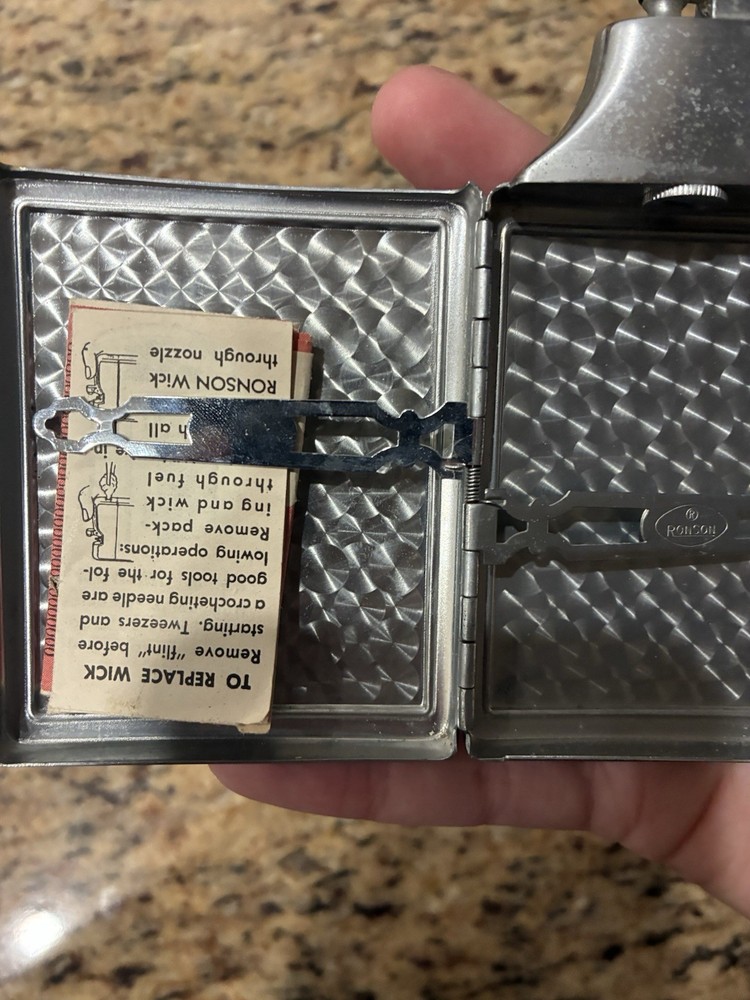 TO REPLACE WICK
Remove "flint" before
starting. Tweezers and
a crocheting needle are
good tools for the fol-
lowing operations:
Remove pack-
ing and wick
through fuel
all
RONSON Wick
through nozzle
®
RONSON